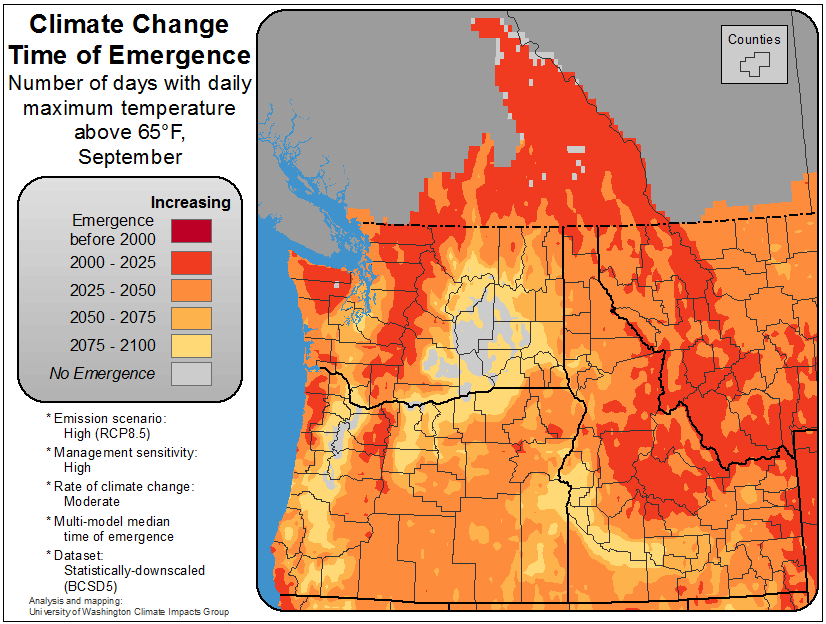 Climate Change
Time of Emergence
Number of days with daily
maximum temperature
above 65°F,
September
Increasing
Emergence
before 2000
2000 - 2025
2025 - 2050
2050 - 2075
2075 - 2100
No Emergence
* Emission scenario:
High (RCP8.5)
* Management sensitivity:
High
* Rate of climate change:
Moderate
* Multi-model median
time of emergence
* Dataset:
Statistically-downscaled
(BCSD5)
Analysis and mapping:
University of Washington Climate Impacts Group
Counties